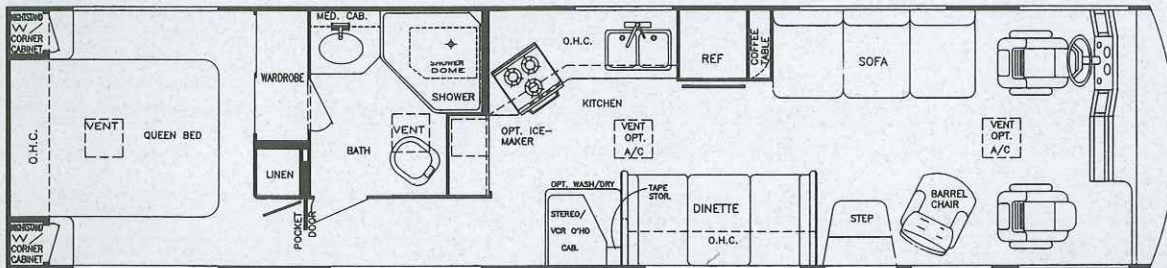 NIGHTSTAND
W/
CORNER
CABINET
O.H.C.
VENT
QUEEN BED
NIGHTSTAND
W/
CORNER
CABINET
WARDROBE
LINEN
POCKET
DOOR
MED. CAB.
SHOWER
DOME
SHOWER
VENT
BATH
OPT. ICE-
MAKER
KITCHEN
O.H.C.
REF
COFFEE
TABLE
VENT
OPT.
A/C
OPT. WASH/DRY
STEREO/
VCR O'HD
CAB.
TAPE
STOR.
DINETTE
O.H.C.
SOFA
STEP
BARREL
CHAIR
VENT
OPT.
A/C